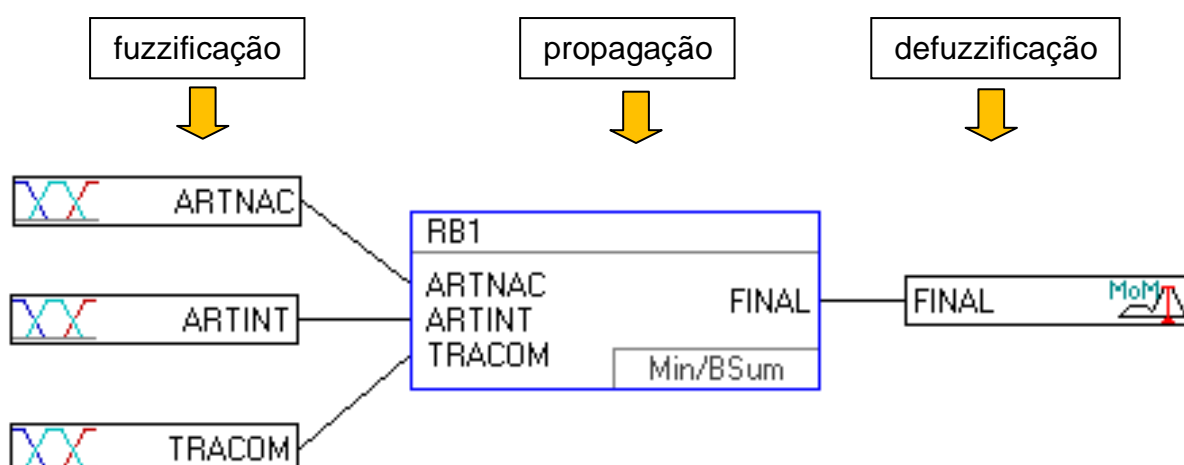 fuzzificação
propagação
defuzzificação
ARTNAC
ARTINT
TRACOM
RB1
ARTNAC
ARTINT
TRACOM
FINAL
Min/BSum
FINAL
MoM